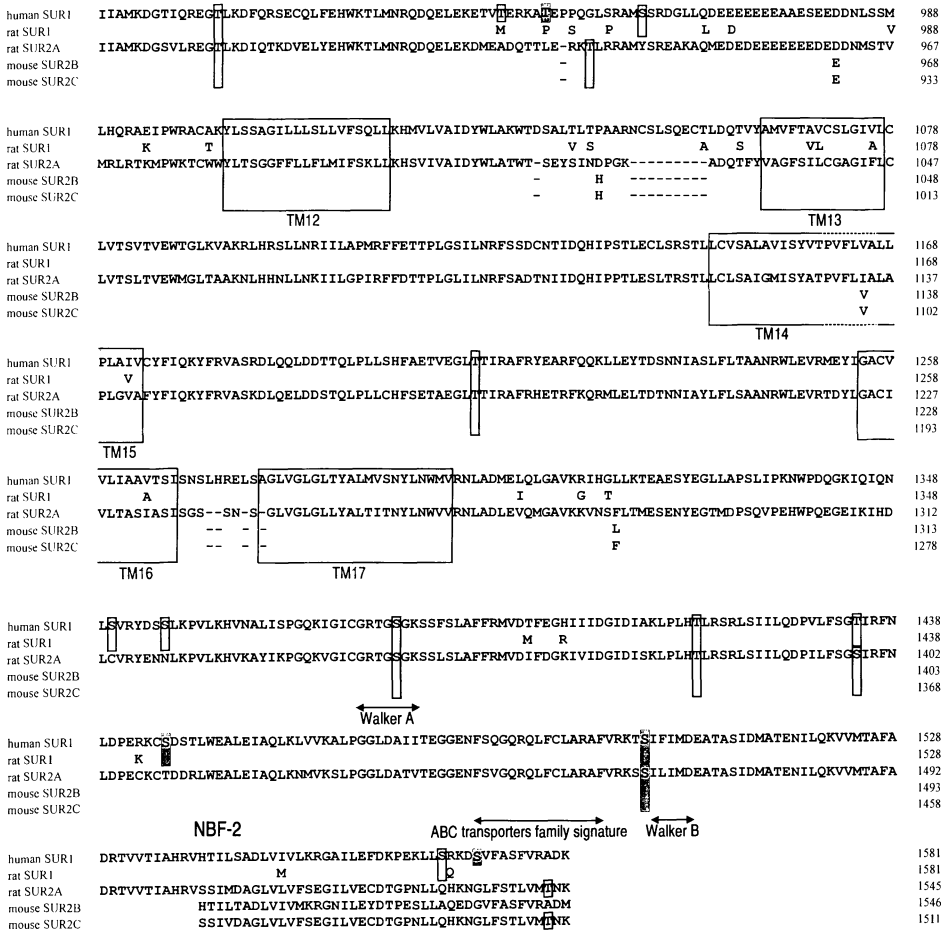 human SUR1 IIAMKDGTIQREGTLKDFQRSECQLFEHWKTLMNRQDQELEKETVTERKATEPPQGLSRAMSSRDGLLQDEEEEEEEAAESEEDDNLSSM 988
rat SUR1 M P S P L D V 988
rat SUR2A IIAMKDGSVLREGTLKDIQTKDVELYEHWKTLMNRQDQELEKDMEADQTTLE-RKTLRRAMYSREAKAQMEDEDEEEEEEEDEDDNMSTV 967
mouse SUR2B - E 968
mouse SUR2C - E 933
human SUR1 LHQRAEIPWRACAKYLSSAGILLLSLLVFSQLLKHMVLVAIDYWLAKWTDSALTLTPAARNCSLSQECTLDQTVYAMVFTAVCSLGIVLC 1078
rat SUR1 K T V S A S VL A 1078
rat SUR2A MRLRTKMPWKTCWWYLTSGGFFLLFLMIFSKLLKHSVIVAIDYWLATWT-SEYSINDPGK---------ADQTFYVAGFSILCGAGIFLC 1047
mouse SUR2B - H --------- 1048
mouse SUR2C - H --------- 1013
TM12 TM13
human SUR1 LVTSVTVEWTGLKVAKRLHRSLLNRIILAPMRFFETTPLGSILNRFSSDCNTIDQHIPSTLECLSRSTLLCVSALAVISYVTPVFLVALL 1168
rat SUR1 1168
rat SUR2A LVTSLTVEWMGLTAAKNLHHNLLNKIILGPIRFFDTTPLGLILNRFSADTNIIDQHIPPTLESLTRSTLLCLSAIGMISYATPVFLIALA 1137
mouse SUR2B V 1138
mouse SUR2C V 1102
TM14
human SUR1 PLAIVCYFIQKYFRVASRDLQQLDDTTQLPLLSHFAETVEGLTTIRAFRYEARFQQKLLEYTDSNNIASLFLTAANRWLEVRMEYIGACV 1258
rat SUR1 V 1258
rat SUR2A PLGVAFYFIQKYFRVASKDLQELDDSTQLPLLCHFSETAEGLTTIRAFRHETRFKQRMLELTDTNNIAYLFLSAANRWLEVRTDYLGACI 1227
mouse SUR2B 1228
mouse SUR2C 1193
TM15
human SUR1 VLIAAVTSISNSLHRELSAGLVGLGLTYALMVSNYLNWMVRNLADMELQLGAVKRIHGLLKTEAESYEGLLAPSLIPKNWPDQGKIQIQN 1348
rat SUR1 A I G T 1348
rat SUR2A VLTASIASISGS--SN-S-GLVGLGLLYALTITNYLNWVVRNLADLEVQMGAVKKVNSFLTMESENYEGTMDPSQVPEHWPQEGEIKIHD 1312
mouse SUR2B -- - - L 1313
mouse SUR2C -- - - F 1278
TM16 TM17
human SUR1 LSVRYDSSLKPVLKHVNALISPGQKIGICGRTGSGKSSFSLAFFRMVDTFEGHIIIDGIDIAKLPLHTLRSRLSIILQDPVLFSGTIRFN 1438
rat SUR1 M R 1438
rat SUR2A LCVRYENNLKPVLKHVKAYIKPGQKVGICGRTGSGKSSLSLAFFRMVDIFDGKIVIDGIDISKLPLHTLRSRLSIILQDPILFSGSIRFN 1402
mouse SUR2B 1403
mouse SUR2C 1368
Walker A
human SUR1 LDPERKCSDSTLWEALEIAQLKLVVKALPGGLDAIITEGGENFSQGQRQLFCLARAFVRKTSIFIMDEATASIDMATENILQKVVMTAFA 1528
rat SUR1 K 1528
rat SUR2A LDPECKCTDDRLWEALEIAQLKNMVKSLPGGLDATVTEGGENFSVGQRQLFCLARAFVRKSSILIMDEATASIDMATENILQKVVMTAFA 1492
mouse SUR2B 1493
mouse SUR2C 1458
NBF-2 ABC transporters family signature Walker B
human SUR1 DRTVVTIAHRVHTILSADLVIVLKRGAILEFDKPEKLLSRKDSVFASFVRADK 1581
rat SUR1 M Q 1581
rat SUR2A DRTVVTIAHRVSSIMDAGLVLVFSEGILVECDTGPNLLQHKNGLFSTLVMTNK 1545
mouse SUR2B HTILTADLVIVMKRGNILEYDTPESLLAQEDGVFASFVRADM 1546
mouse SUR2C SSIVDAGLVLVFSEGILVECDTGPNLLQHKNGLFSTLVMTNK 1511